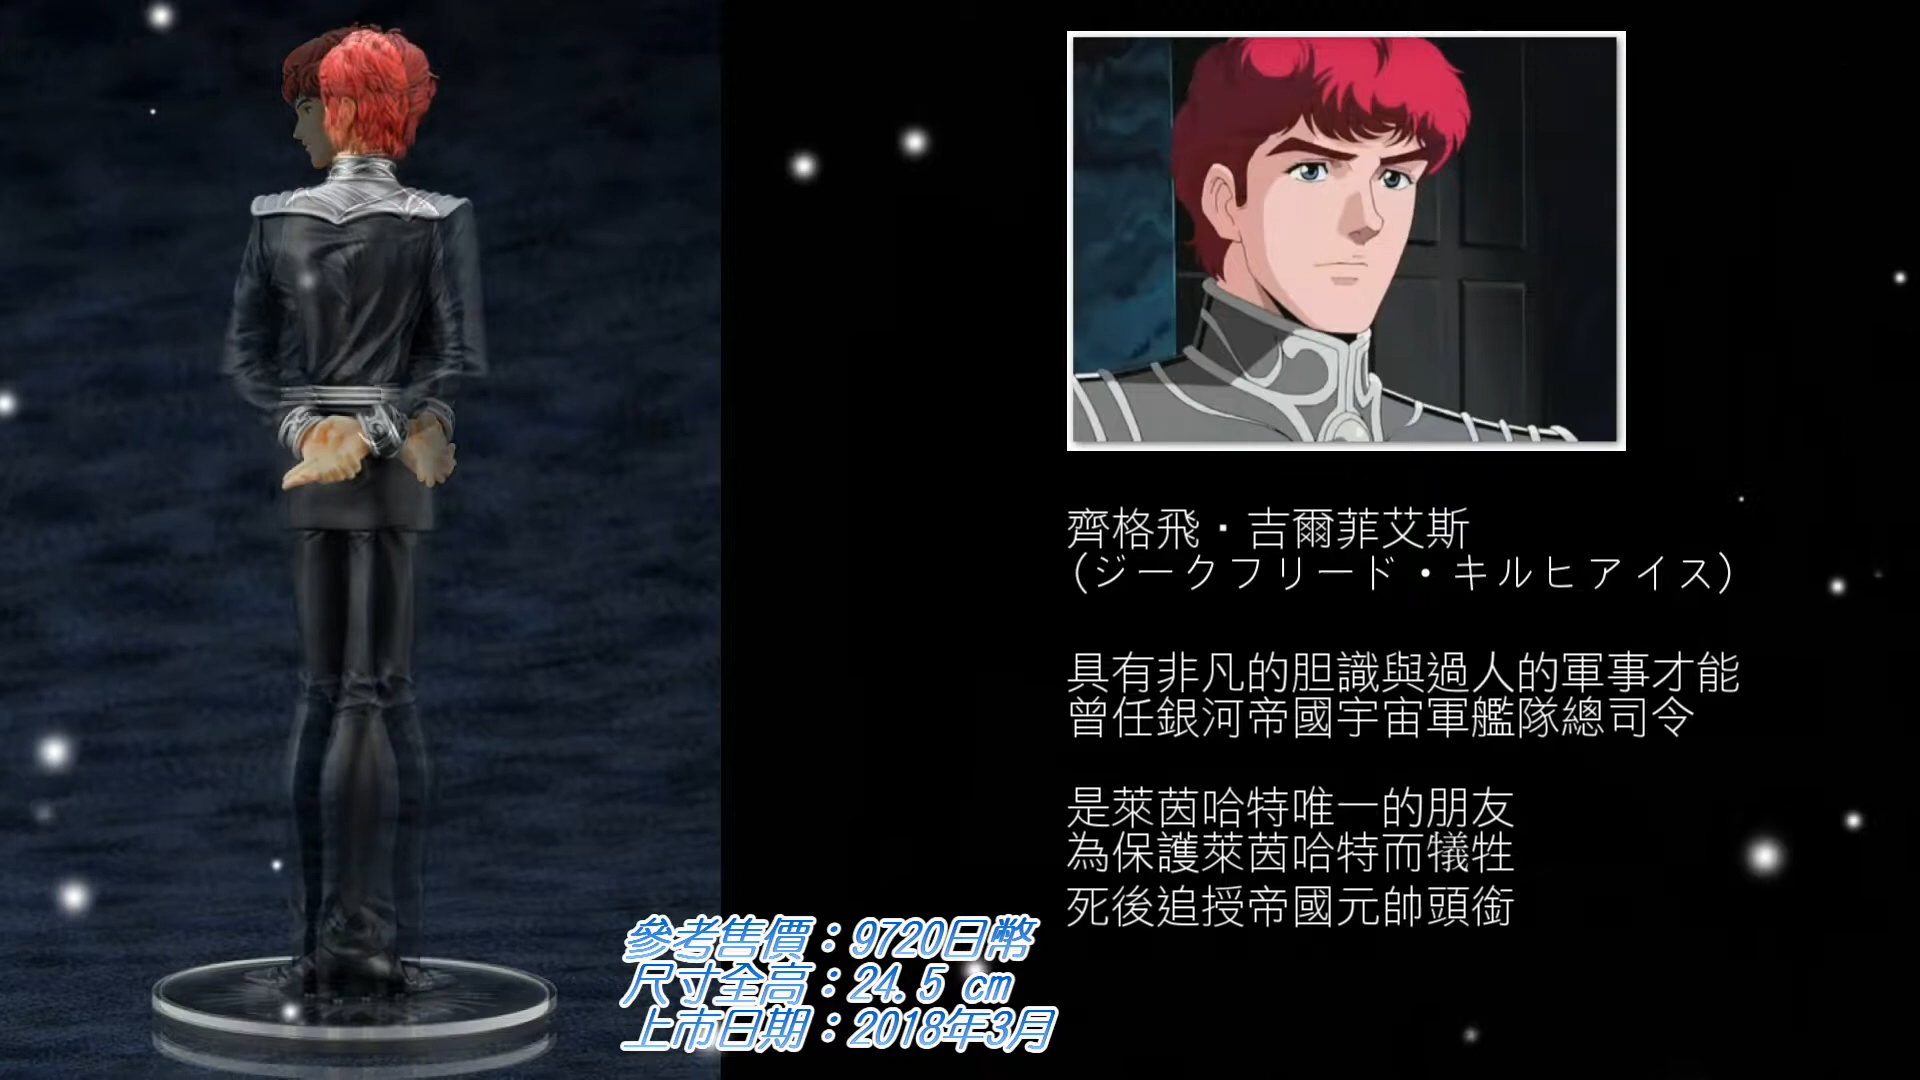 齊格飛·吉爾菲艾斯
(ジークフリード・キルヒアイス)
具有非凡的胆識與過人的軍事才能
曾任銀河帝國宇宙軍艦隊總司令
是萊茵哈特唯一的朋友
為保護萊茵哈特而犠牲
死後追授帝國元帥頭銜
參考售價：9720日幣
尺寸全高：24.5 cm
上市日期：2018年3月